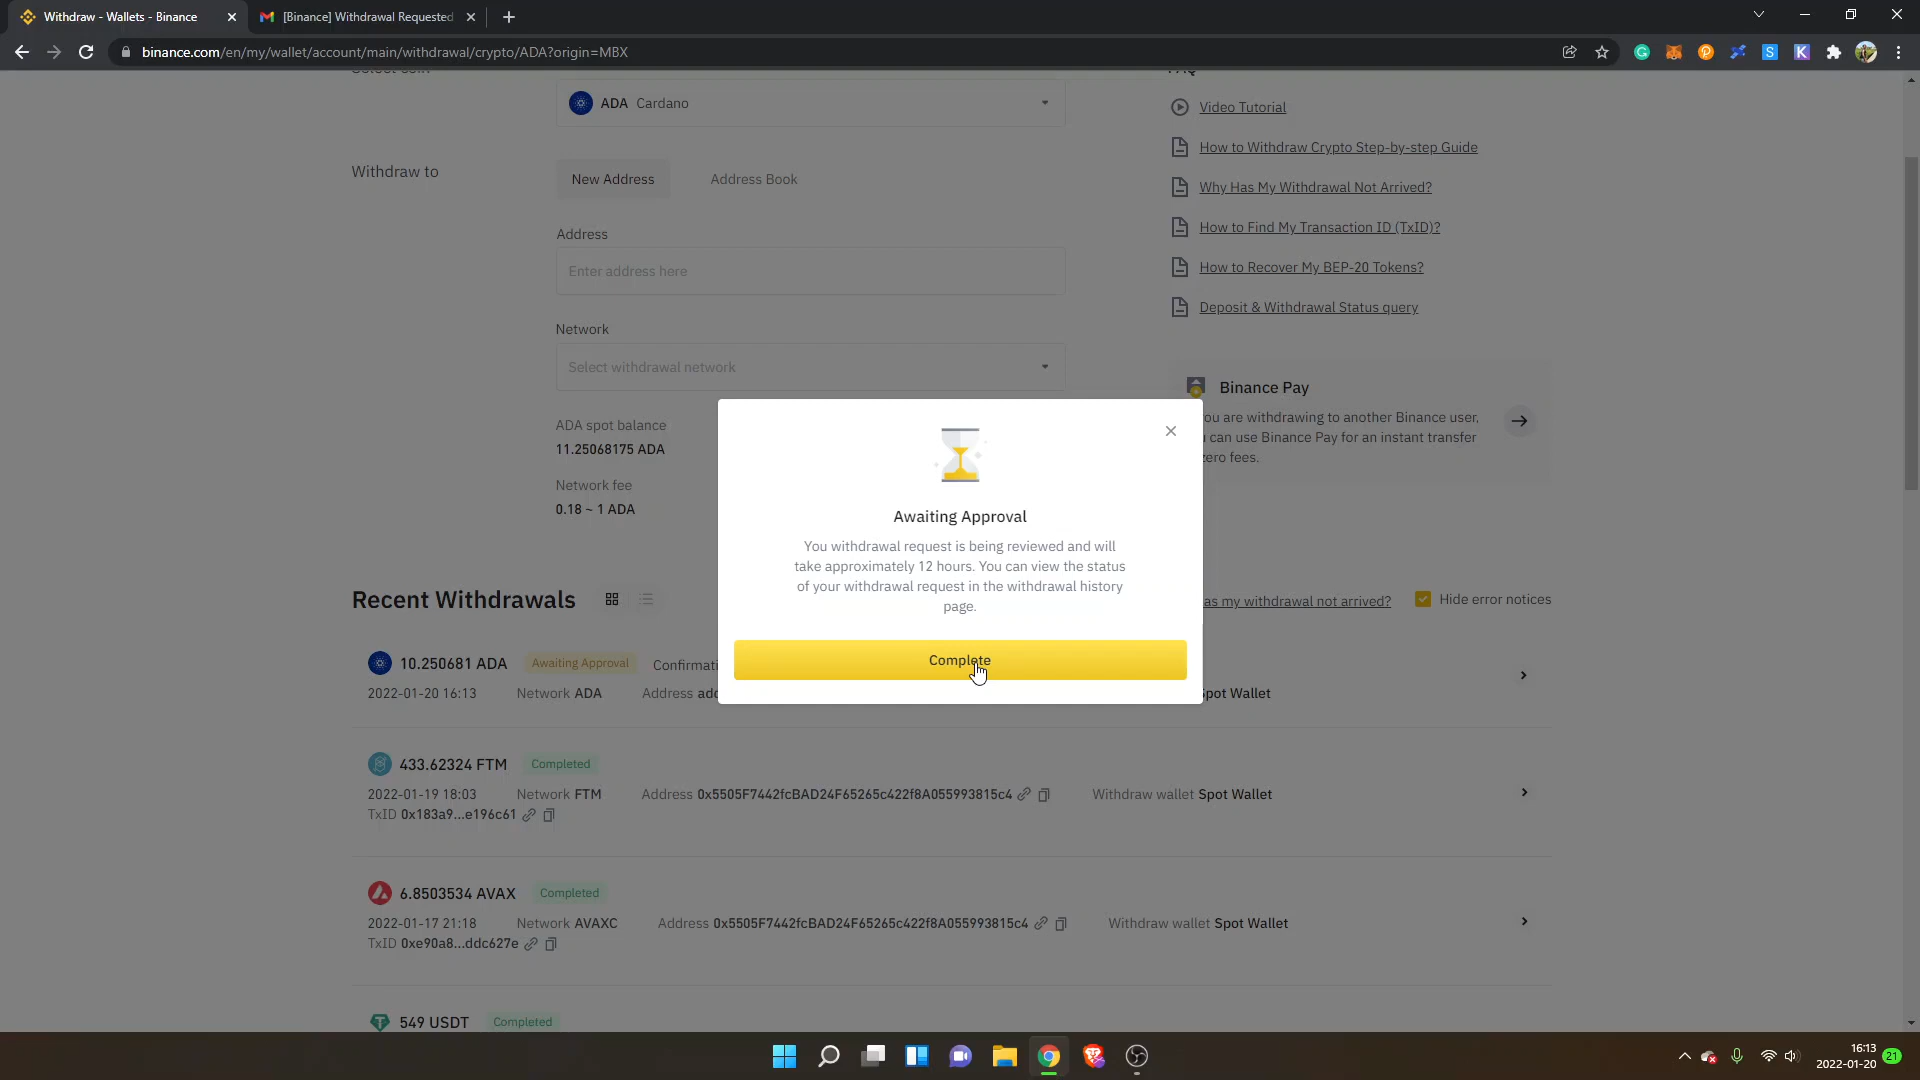 Withdraw - Wallets - Binance
[Binance] Withdrawal Requested
binance.com/en/my/wallet/account/main/withdrawal/crypto/ADA?origin=MBX
Select coin
ADA Cardano
Withdraw to
New Address
Address Book
Address
Enter address here
Network
Select withdrawal network
ADA spot balance
11.25068175 ADA
Network fee
0.18 ~ 1 ADA
FAQ
Video Tutorial
How to Withdraw Crypto Step-by-step Guide
Why Has My Withdrawal Not Arrived?
How to Find My Transaction ID (TxID)?
How to Recover My BEP-20 Tokens?
Deposit & Withdrawal Status query
Binance Pay
ou are withdrawing to another Binance user,
can use Binance Pay for an instant transfer
zero fees.
Awaiting Approval
You withdrawal request is being reviewed and will
take approximately 12 hours. You can view the status
of your withdrawal request in the withdrawal history
page.
Complete
Recent Withdrawals
as my withdrawal not arrived?
Hide error notices
10.250681 ADA Awaiting Approval Confirmati
2022-01-20 16:13 Network ADA Address add Spot Wallet
433.62324 FTM Completed
2022-01-19 18:03 Network FTM Address 0x5505F7442fcBAD24F65265c422f8A055993815c4 Withdraw wallet Spot Wallet
TxID 0x183a9...e196c61
6.8503534 AVAX Completed
2022-01-17 21:18 Network AVAXC Address 0x5505F7442fcBAD24F65265c422f8A055993815c4 Withdraw wallet Spot Wallet
TxID 0xe90a8...ddc627e
549 USDT Completed
16:13
2022-01-20
21